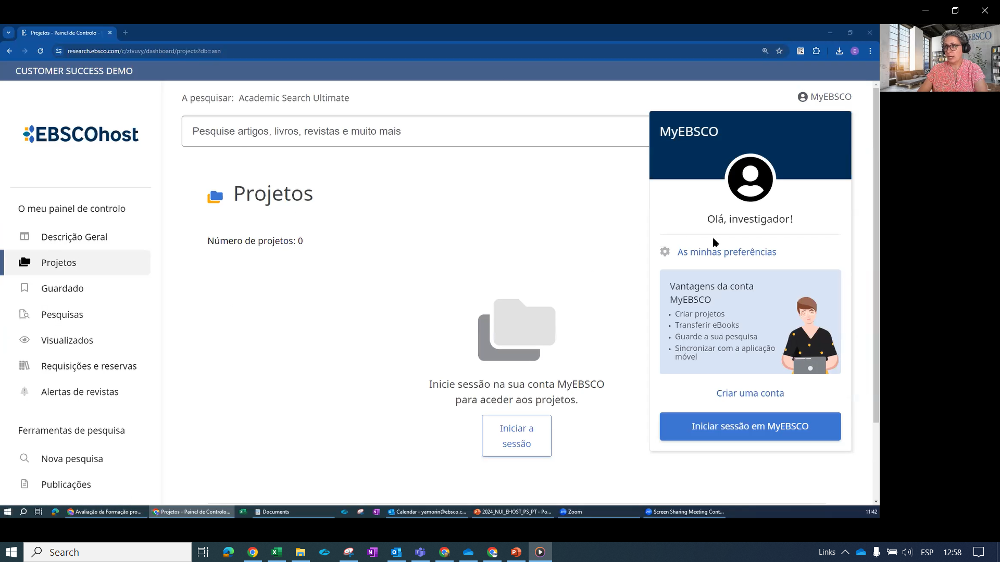 Projetos - Painel de Controlo -
research.ebsco.com/c/ztvuvy/dashboard/projects?db=asn
E
CUSTOMER SUCCESS DEMO
EBSCO
A pesquisar: Academic Search Ultimate
MyEBSCO
EBSCOhost
Pesquise artigos, livros, revistas e muito mais
MyEBSCO
Projetos
Olá, investigador!
Número de projetos: 0
As minhas preferências
Vantagens da conta
MyEBSCO
• Criar projetos
• Transferir eBooks
• Guarde a sua pesquisa
• Sincronizar com a aplicação
móvel
Criar uma conta
Iniciar sessão em MyEBSCO
O meu painel de controlo
Descrição Geral
Projetos
Guardado
Pesquisas
Visualizados
Requisições e reservas
Alertas de revistas
Ferramentas de pesquisa
Nova pesquisa
Publicações
Inicie sessão na sua conta MyEBSCO
para aceder aos projetos.
Iniciar a
sessão
Avaliação da Formação pro...
Projetos - Painel de Controlo...
Documents
Calendar - yamorin@ebsco.c...
2024_NUI_EHOST_PS_PT - Po...
Zoom
Screen Sharing Meeting Cont...
11:42
Search
Links
ESP
12:58